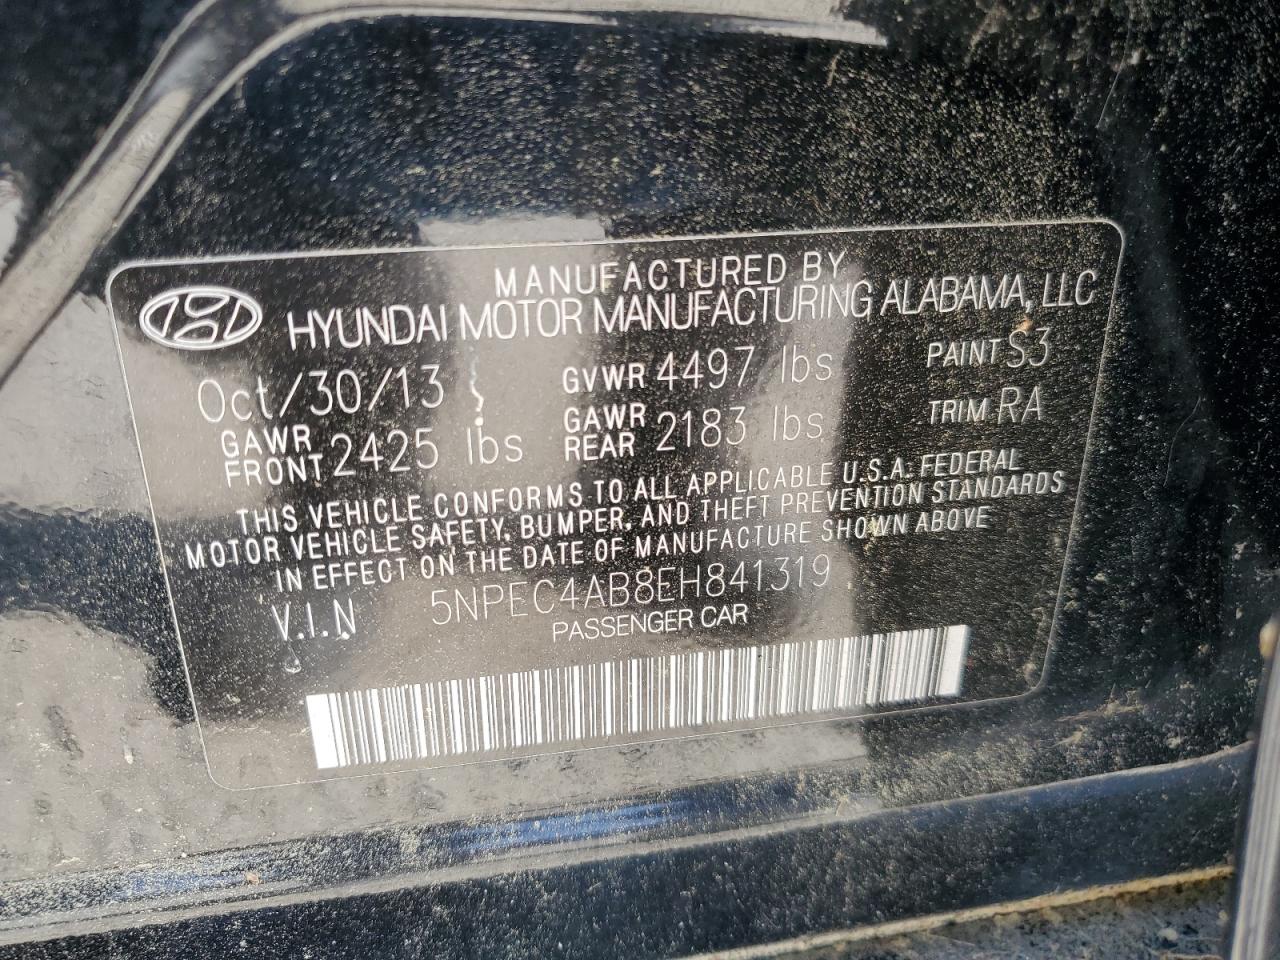 MANUFACTURED BY
HYUNDAI MOTOR MANUFACTURING ALABAMA, LLC
Oct/30/13 GVWR 4497 lbs PAINT S3
GAWR FRONT 2425 lbs GAWR REAR 2183 lbs TRIM RA
THIS VEHICLE CONFORMS TO ALL APPLICABLE U.S.A. FEDERAL
MOTOR VEHICLE SAFETY, BUMPER, AND THEFT PREVENTION STANDARDS
IN EFFECT ON THE DATE OF MANUFACTURE SHOWN ABOVE
V.I.N 5NPEC4AB8EH841319
PASSENGER CAR